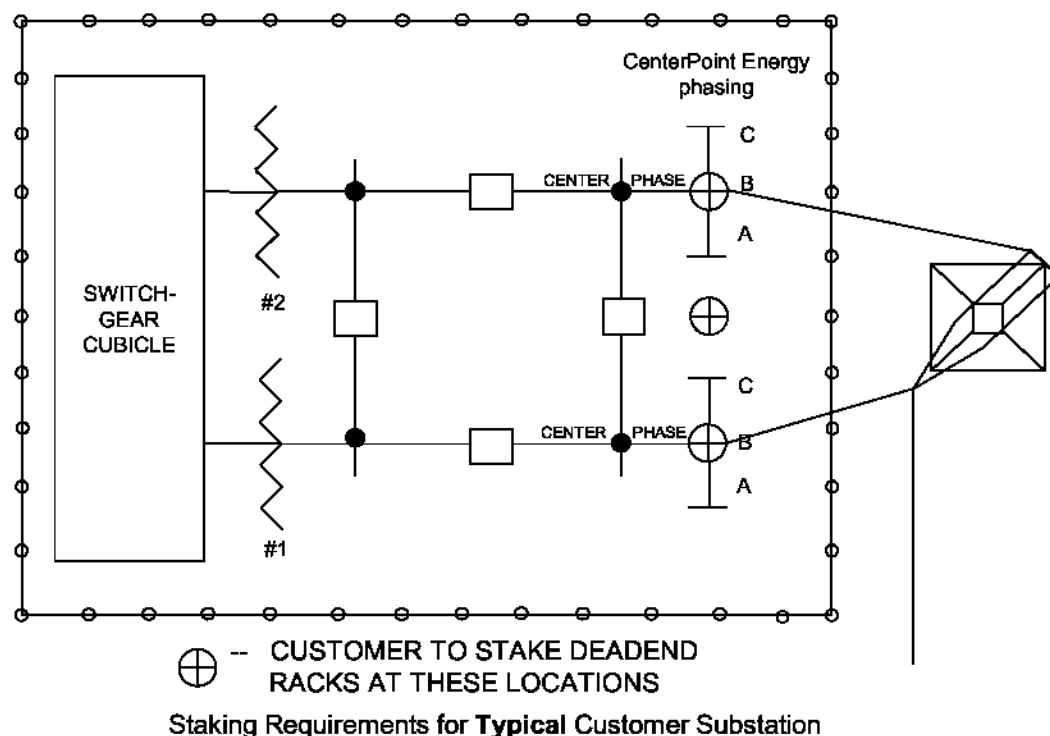 CenterPoint Energy
phasing
C
CENTER PHASE B
A
SWITCH-
GEAR
CUBICLE
#2
C
CENTER PHASE B
A
#1
-- CUSTOMER TO STAKE DEADEND
RACKS AT THESE LOCATIONS
Staking Requirements for Typical Customer Substation